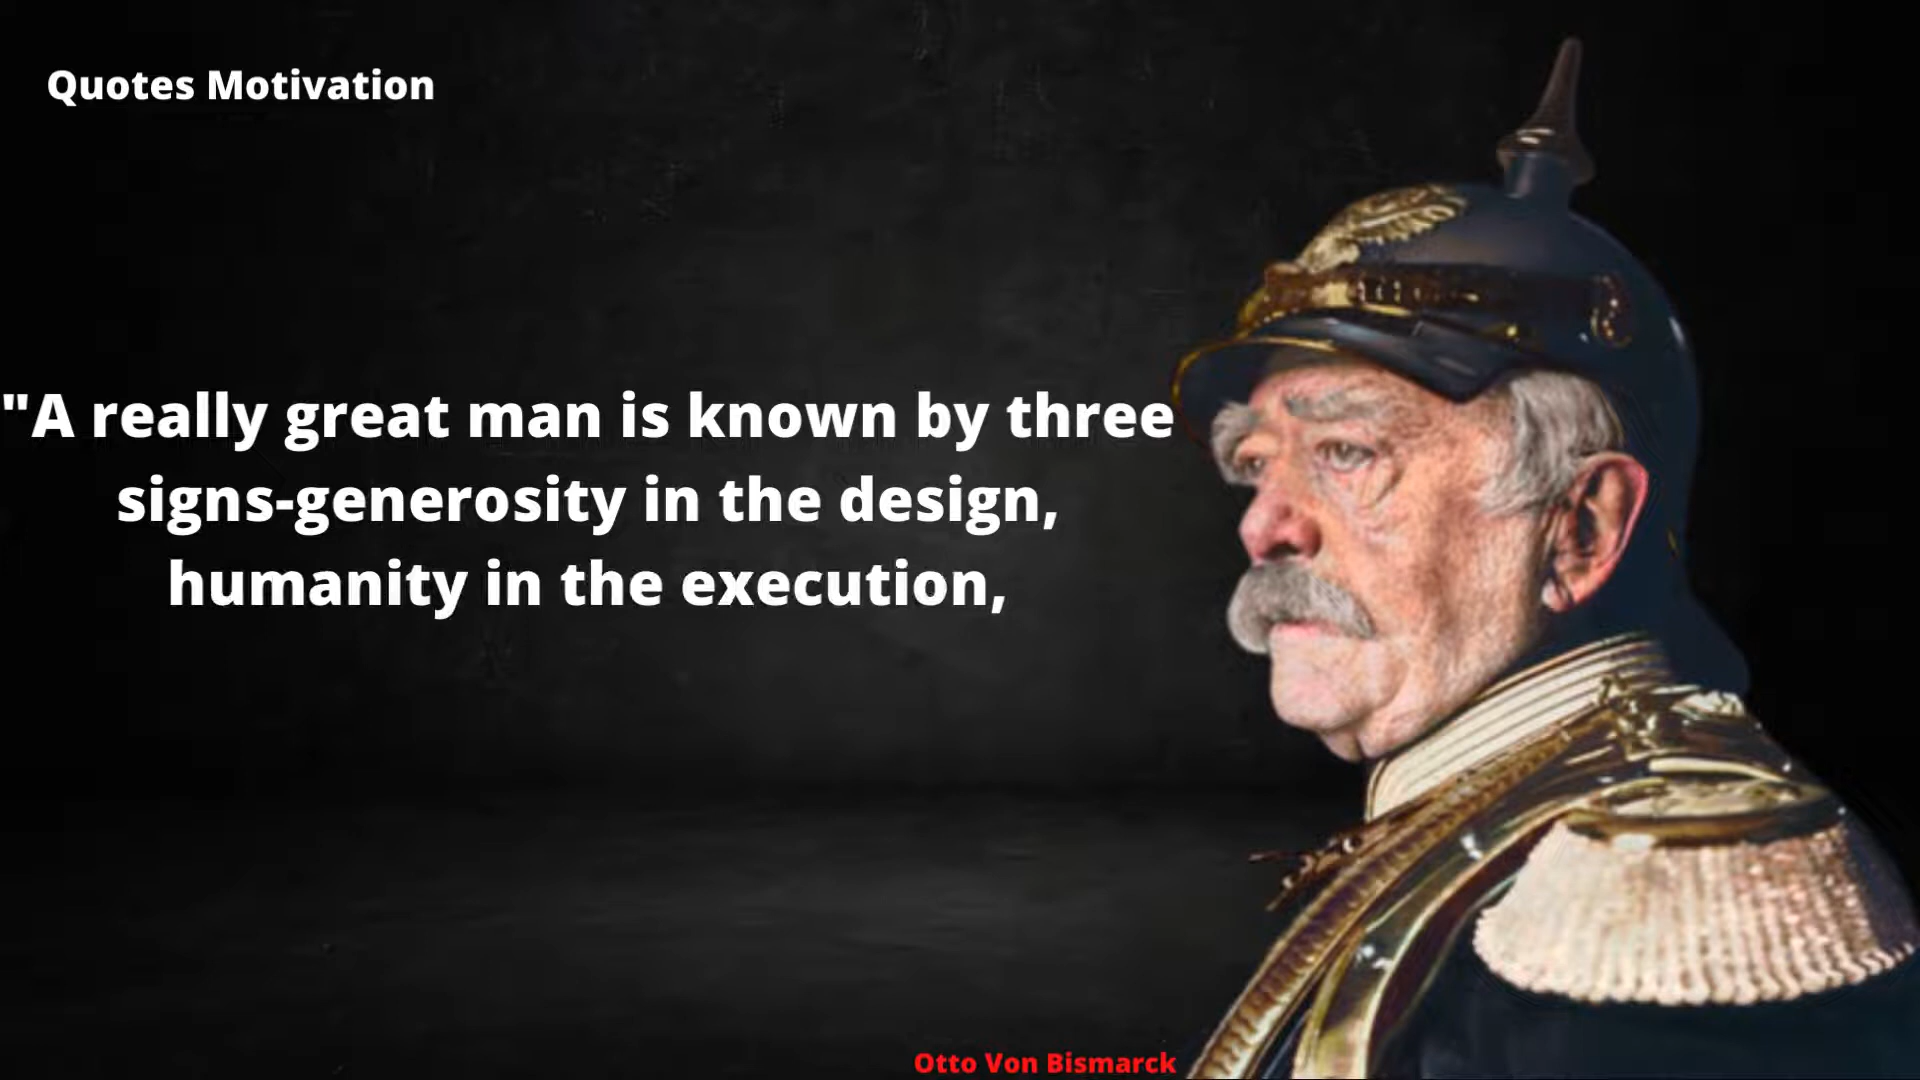 Quotes Motivation
"A really great man is known by three
signs-generosity in the design,
humanity in the execution,
Otto Von Bismarck